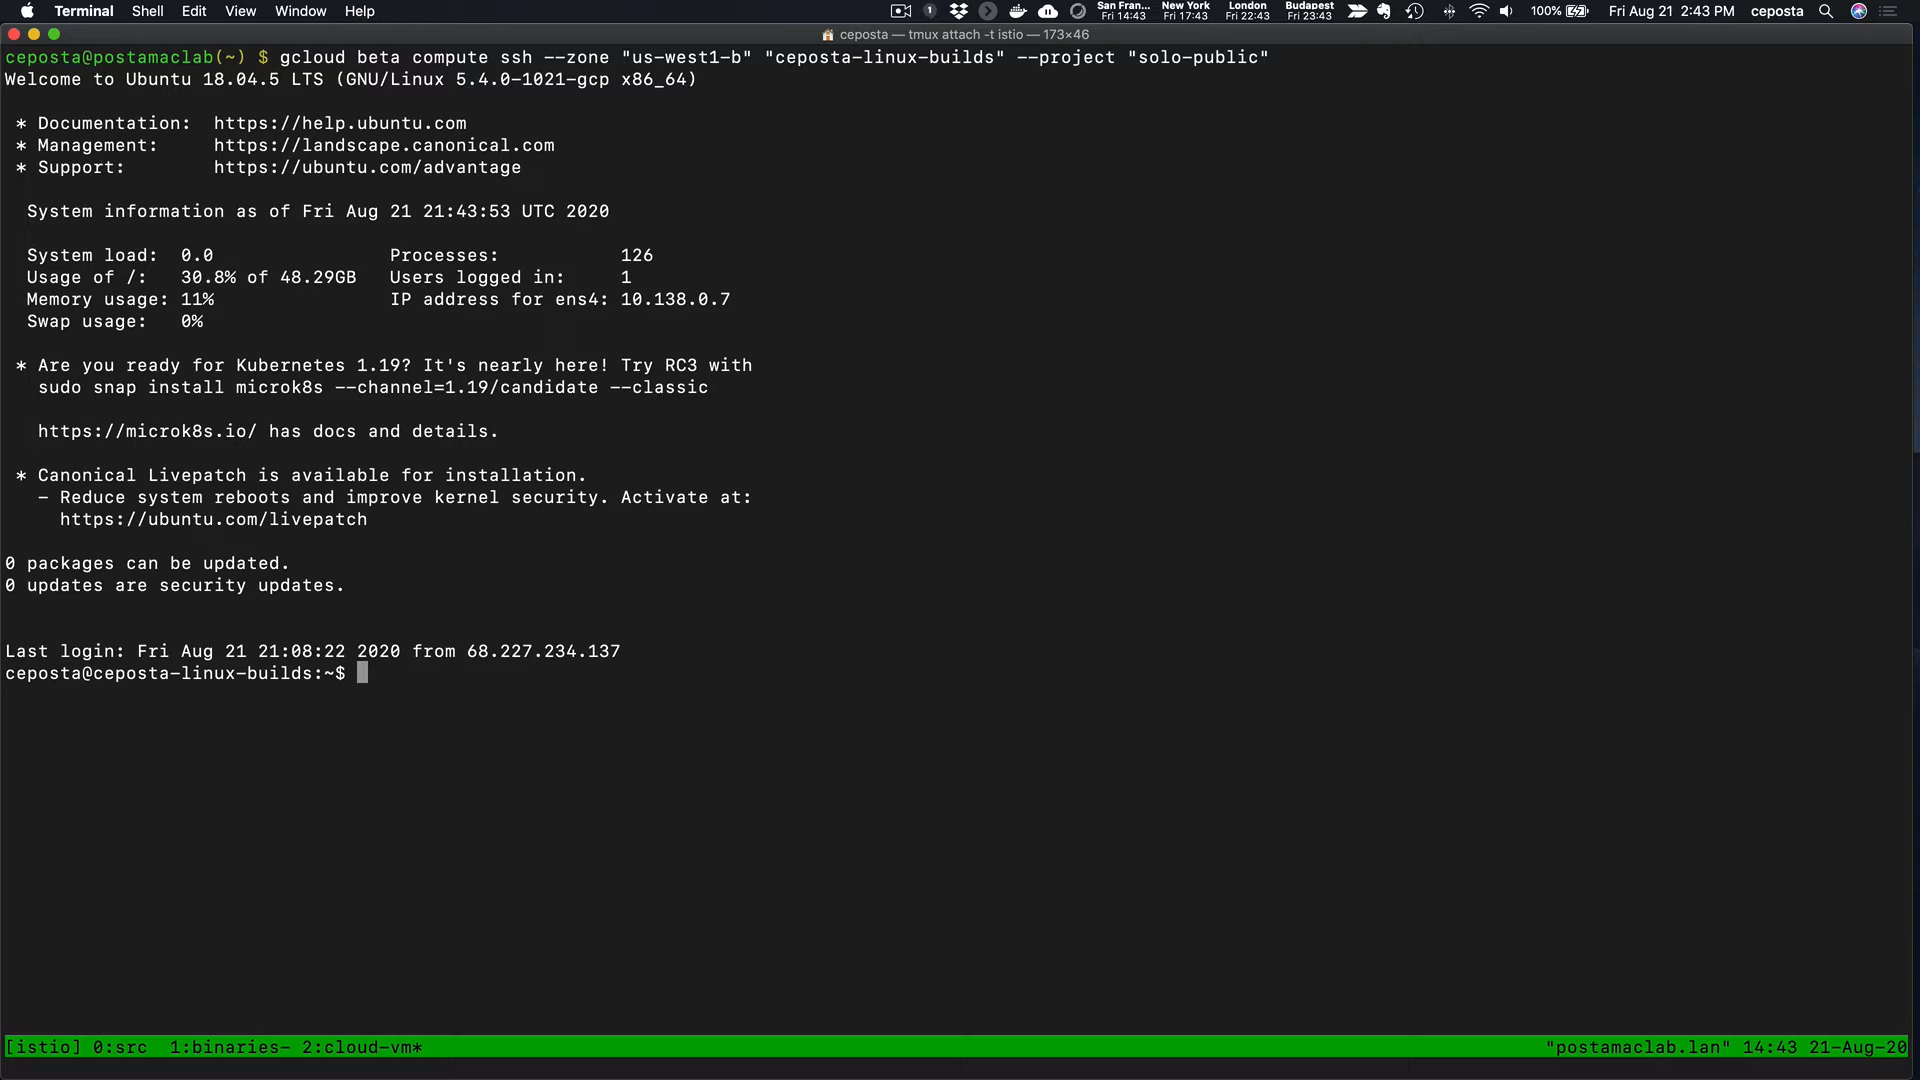 Terminal Shell Edit View Window Help San Fran... Fri 14:43 New York Fri 17:43 London Fri 22:43 Budapest Fri 23:43 100% Fri Aug 21 2:43 PM ceposta
ceposta — tmux attach -t istio — 173×46
ceposta@postamaclab(~) $ gcloud beta compute ssh --zone "us-west1-b" "ceposta-linux-builds" --project "solo-public"
Welcome to Ubuntu 18.04.5 LTS (GNU/Linux 5.4.0-1021-gcp x86_64)
* Documentation: https://help.ubuntu.com
* Management: https://landscape.canonical.com
* Support: https://ubuntu.com/advantage
System information as of Fri Aug 21 21:43:53 UTC 2020
System load: 0.0 Processes: 126
Usage of /: 30.8% of 48.29GB Users logged in: 1
Memory usage: 11% IP address for ens4: 10.138.0.7
Swap usage: 0%
* Are you ready for Kubernetes 1.19? It's nearly here! Try RC3 with
sudo snap install microk8s --channel=1.19/candidate --classic
https://microk8s.io/ has docs and details.
* Canonical Livepatch is available for installation.
- Reduce system reboots and improve kernel security. Activate at:
https://ubuntu.com/livepatch
0 packages can be updated.
0 updates are security updates.
Last login: Fri Aug 21 21:08:22 2020 from 68.227.234.137
ceposta@ceposta-linux-builds:~$
[istio] 0:src 1:binaries- 2:cloud-vm* "postamaclab.lan" 14:43 21-Aug-20